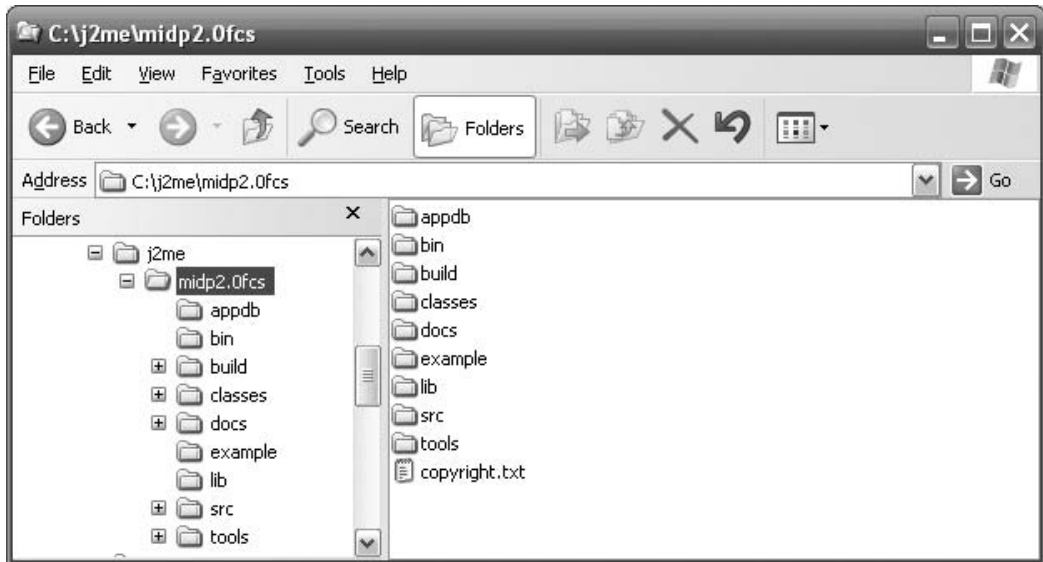 C:\j2me\midp2.0fcs
File Edit View Favorites Tools Help
Back Search Folders
Address C:\j2me\midp2.0fcs Go
Folders
j2me
midp2.0fcs
appdb
bin
build
classes
docs
example
lib
src
tools
appdb
bin
build
classes
docs
example
lib
src
tools
copyright.txt